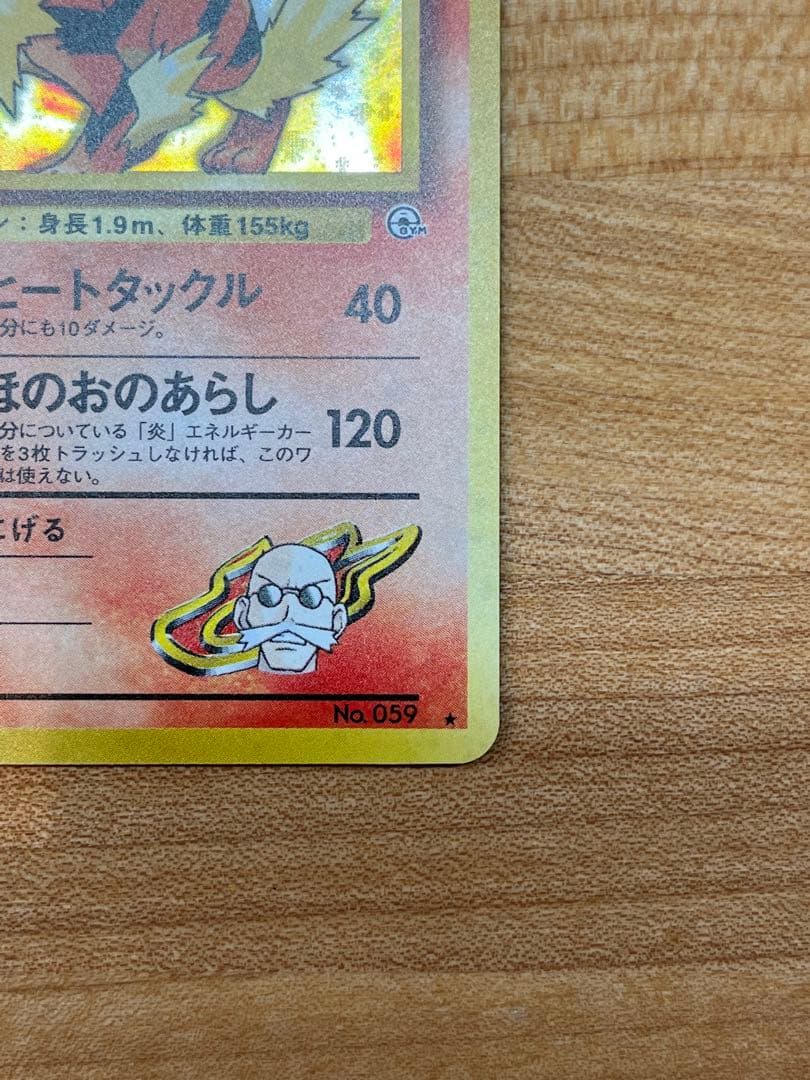 ン：身長1.9m、体重155kg
GYM
ヒートタックル 40
分にも10ダメージ。
ほのおのあらし 120
分についている「炎」エネルギーカー
を3枚トラッシュしなければ、このワ
は使えない。
にげる
No. 059 ★